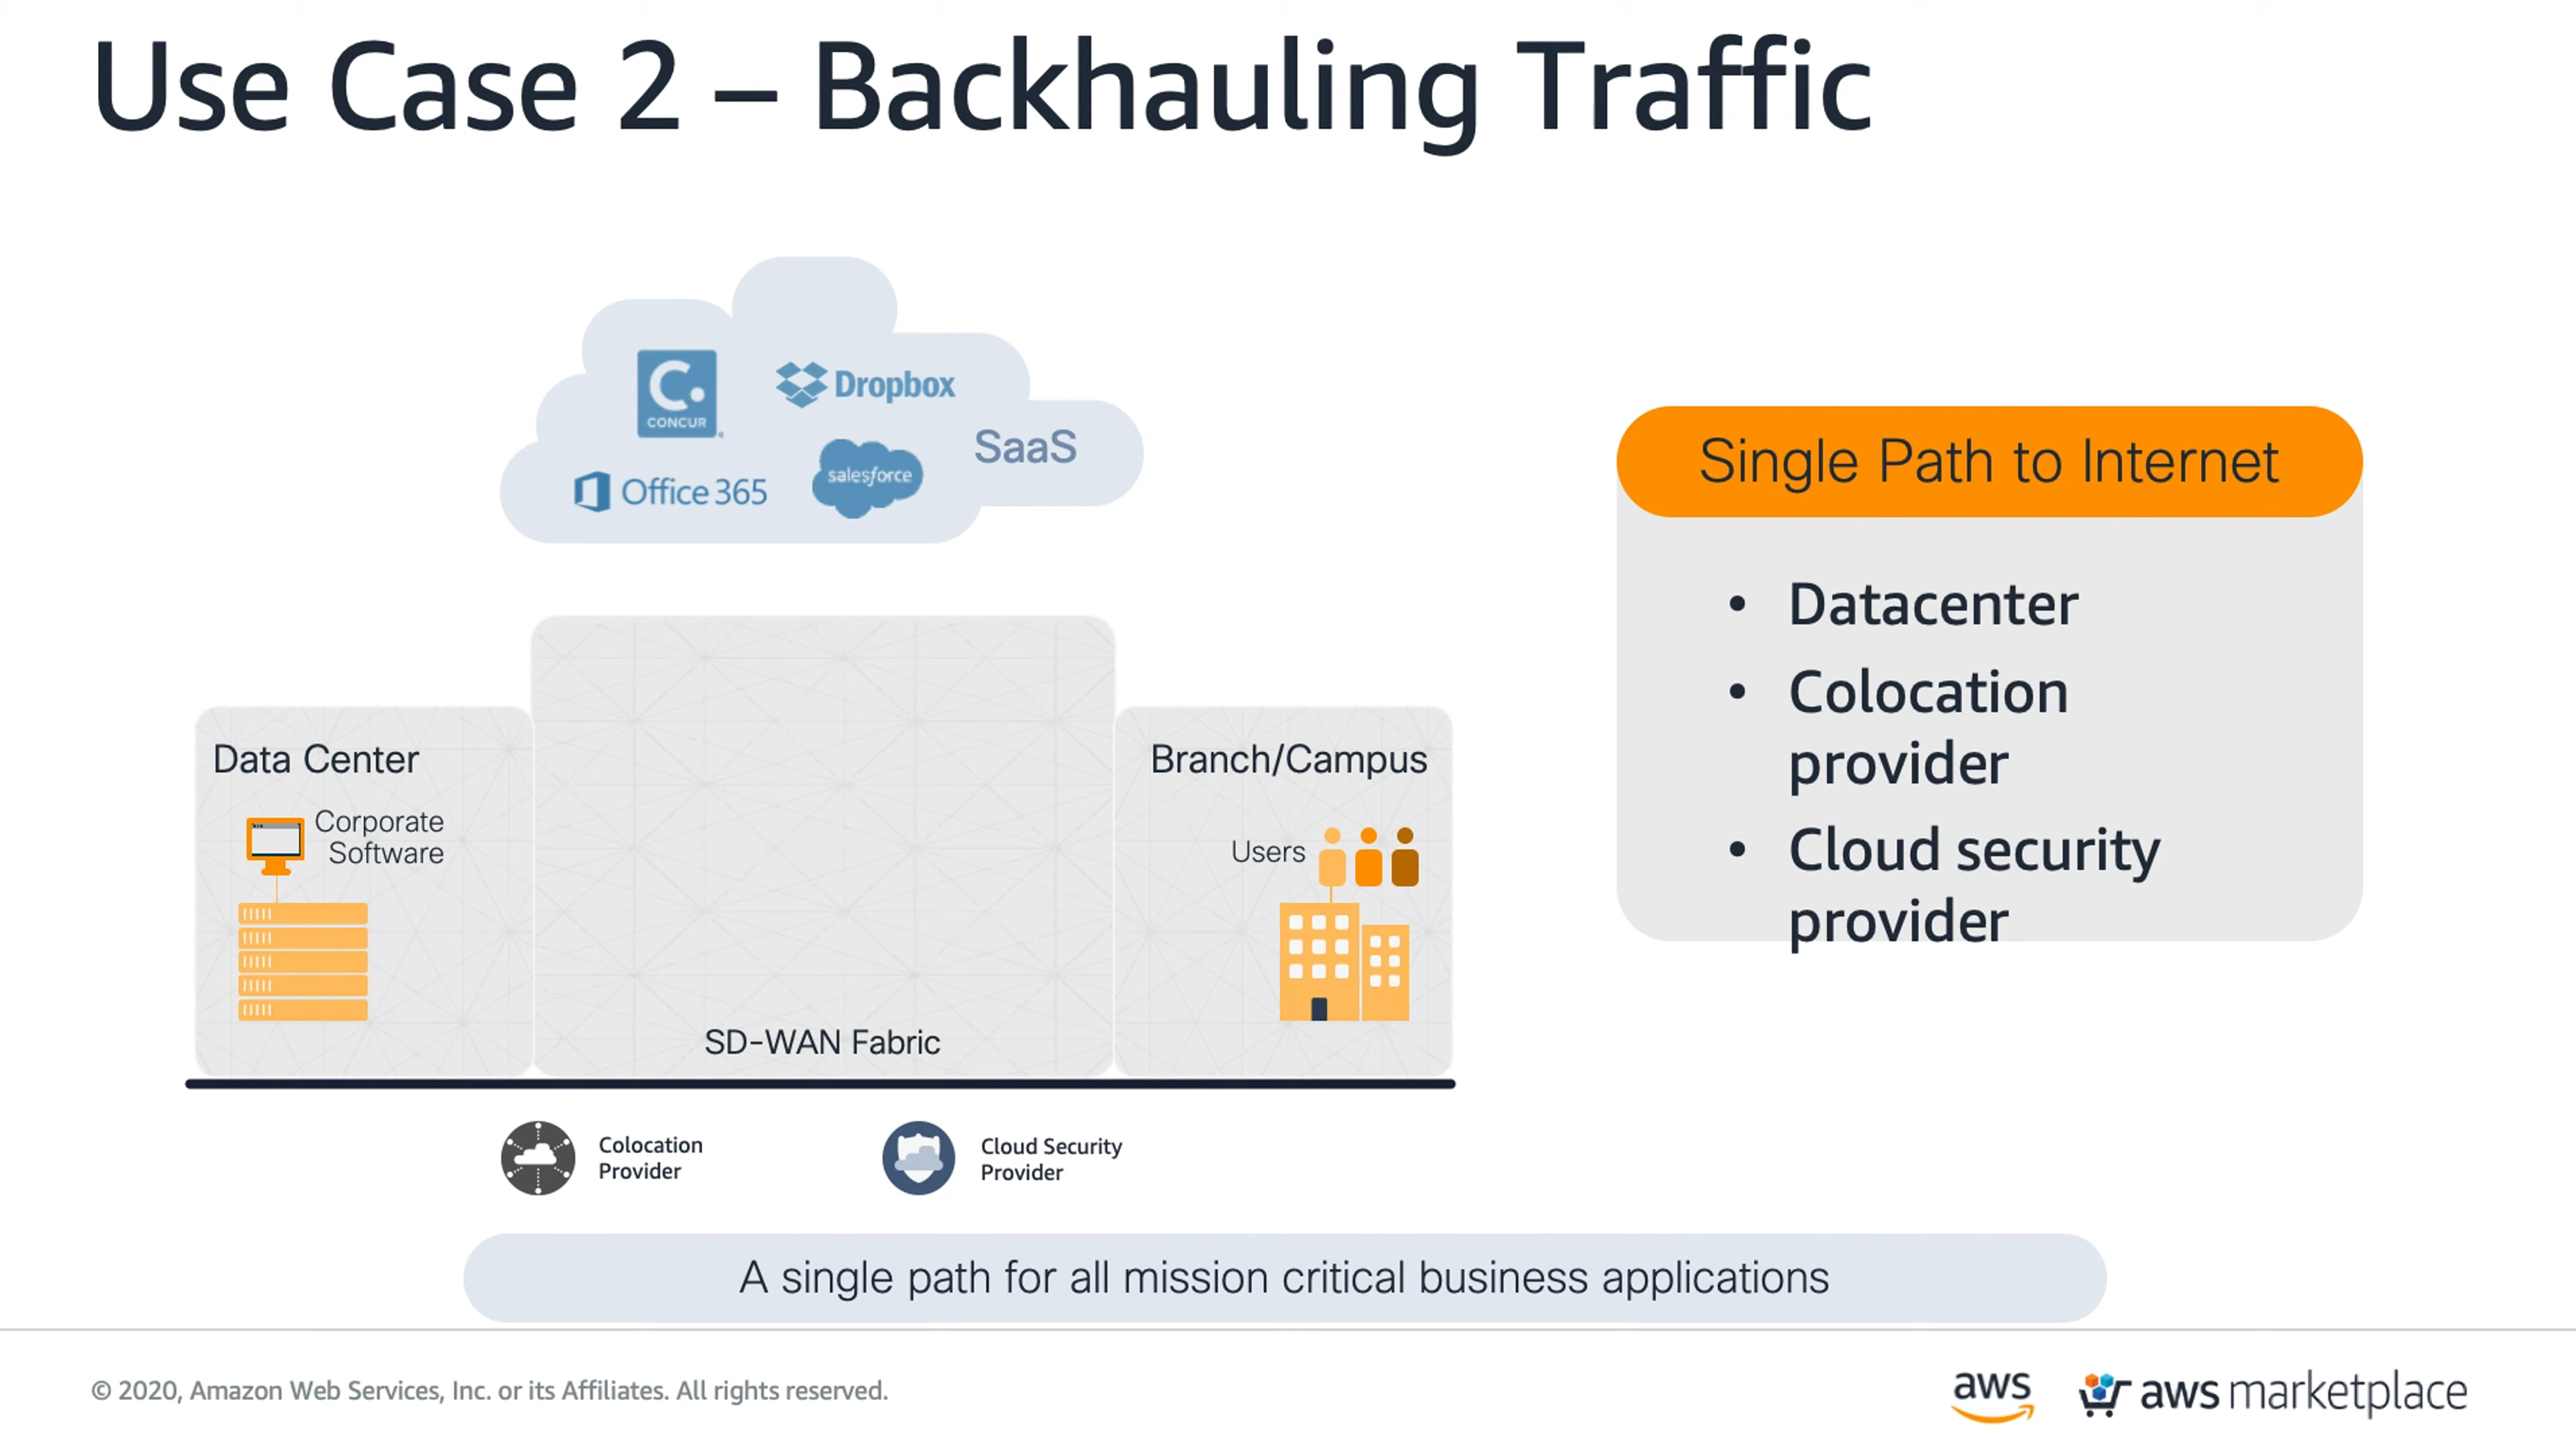 Use Case 2 – Backhauling Traffic
CONCUR
Dropbox
SaaS
Office 365
salesforce
Single Path to Internet
• Datacenter
• Colocation
provider
• Cloud security
provider
Data Center
Corporate
Software
SD-WAN Fabric
Branch/Campus
Users
Colocation
Provider
Cloud Security
Provider
A single path for all mission critical business applications
© 2020, Amazon Web Services, Inc. or its Affiliates. All rights reserved.
aws
aws marketplace